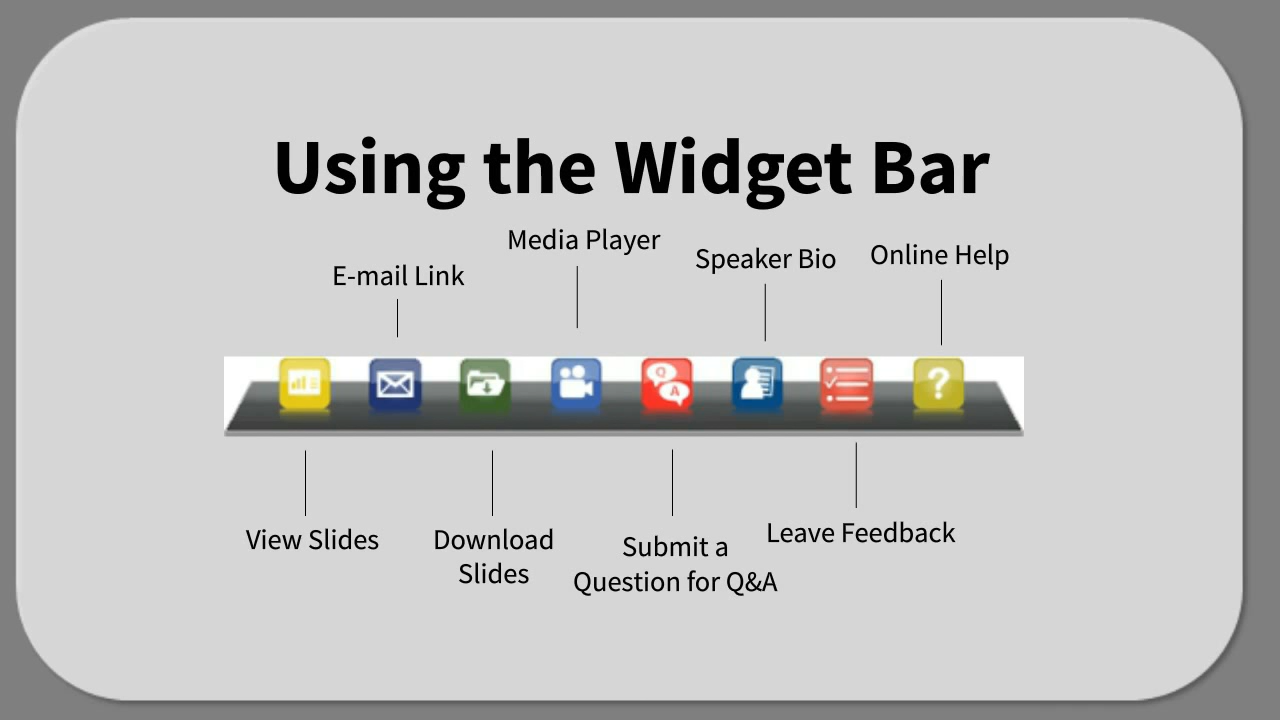 Using the Widget Bar
Media Player
Speaker Bio
Online Help
E-mail Link
Q
A
?
View Slides
Download
Slides
Submit a
Question for Q&A
Leave Feedback